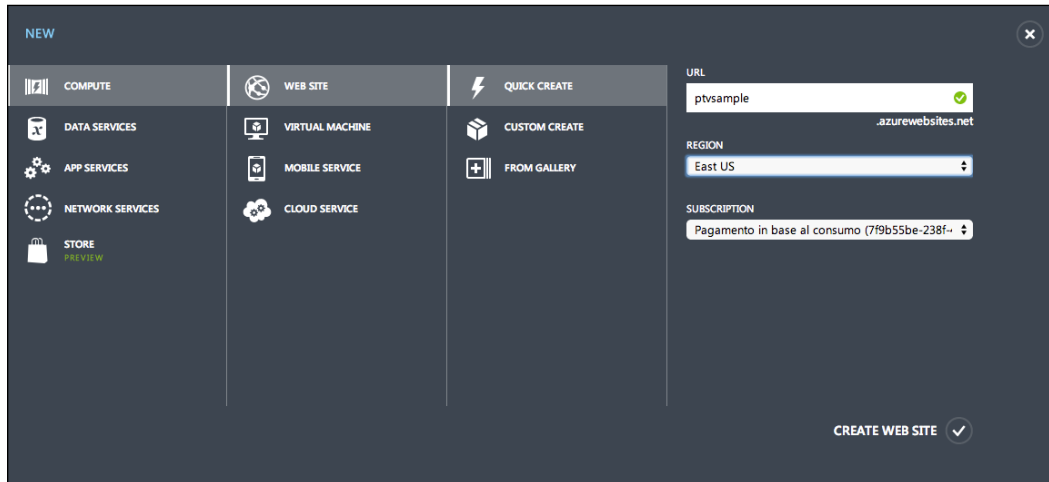 NEW
COMPUTE
DATA SERVICES
APP SERVICES
NETWORK SERVICES
STORE
PREVIEW
WEB SITE
VIRTUAL MACHINE
MOBILE SERVICE
CLOUD SERVICE
QUICK CREATE
CUSTOM CREATE
FROM GALLERY
URL
ptvsample
.azurewebsites.net
REGION
East US
SUBSCRIPTION
Pagamento in base al consumo (7f9b55be-238f-
CREATE WEB SITE